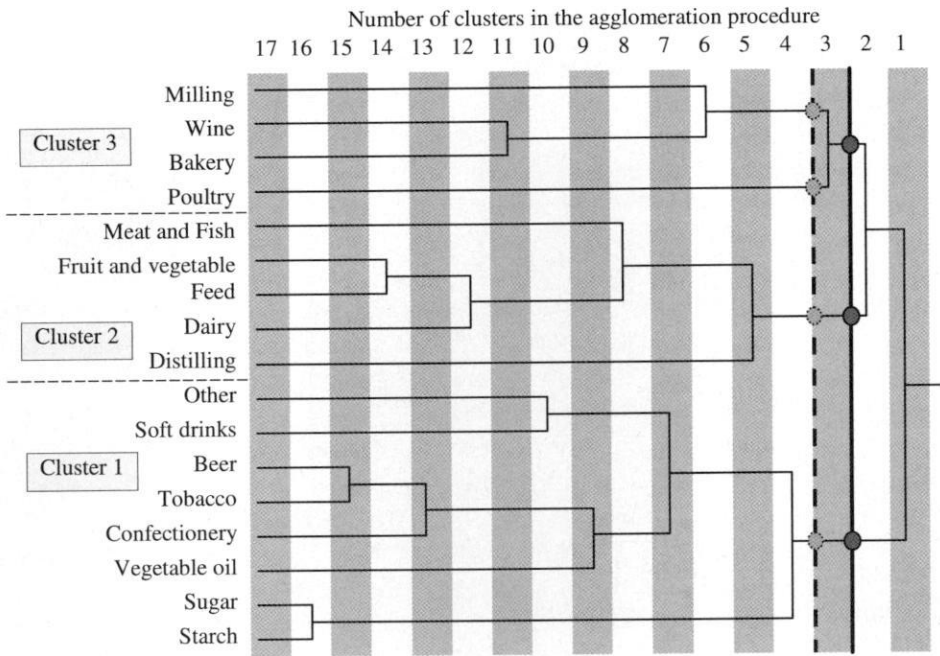 Number of clusters in the agglomeration procedure
17 16 15 14 13 12 11 10 9 8 7 6 5 4 3 2 1
Milling
Wine
Cluster 3
Bakery
Poultry
Meat and Fish
Fruit and vegetable
Feed
Cluster 2
Dairy
Distilling
Other
Soft drinks
Cluster 1
Beer
Tobacco
Confectionery
Vegetable oil
Sugar
Starch